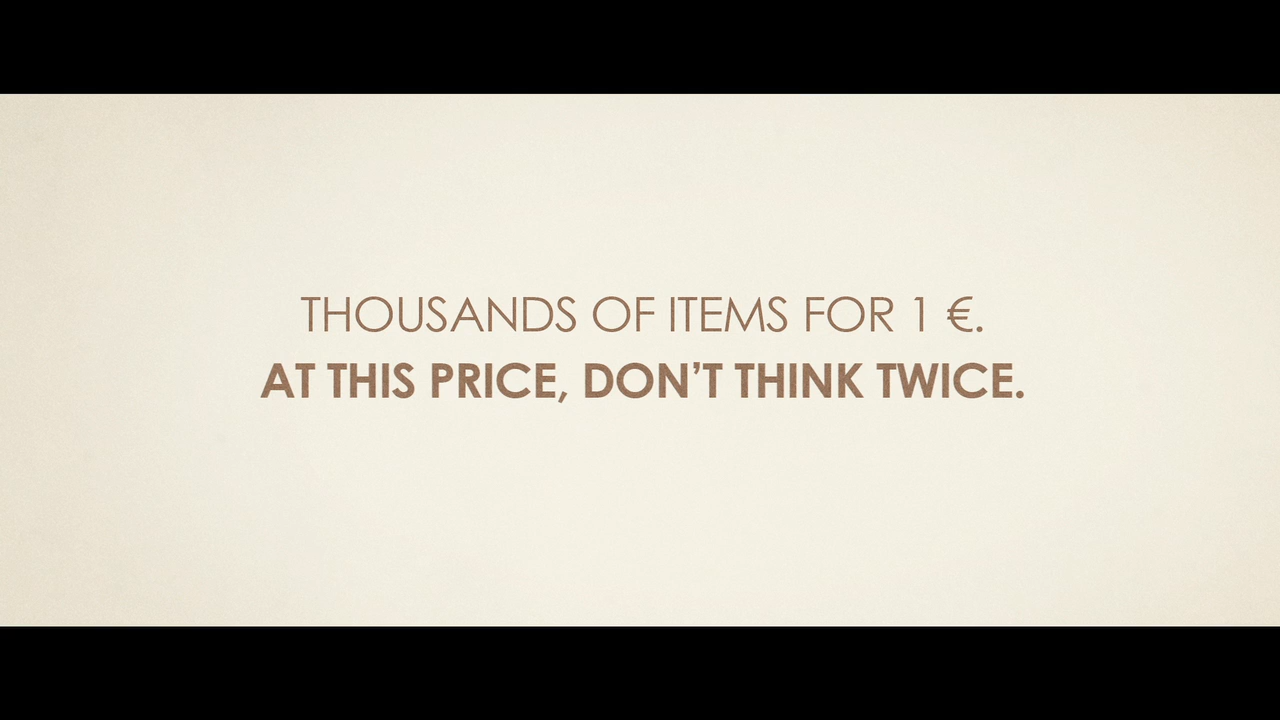 THOUSANDS OF ITEMS FOR 1 €.
AT THIS PRICE, DON’T THINK TWICE.